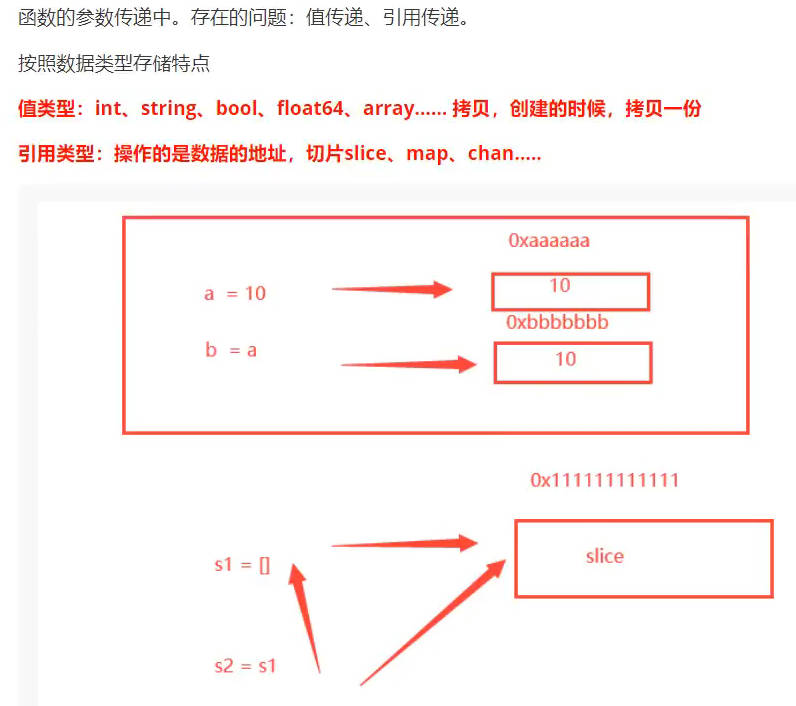 函数的参数传递中。存在的问题：值传递、引用传递。
按照数据类型存储特点
值类型：int、string、bool、float64、array...... 拷贝，创建的时候，拷贝一份
引用类型：操作的是数据的地址，切片slice、map、chan.....
0xaaaaaa
a = 10
10
0xbbbbbbb
b = a
10
0x111111111111
s1 = []
slice
s2 = s1